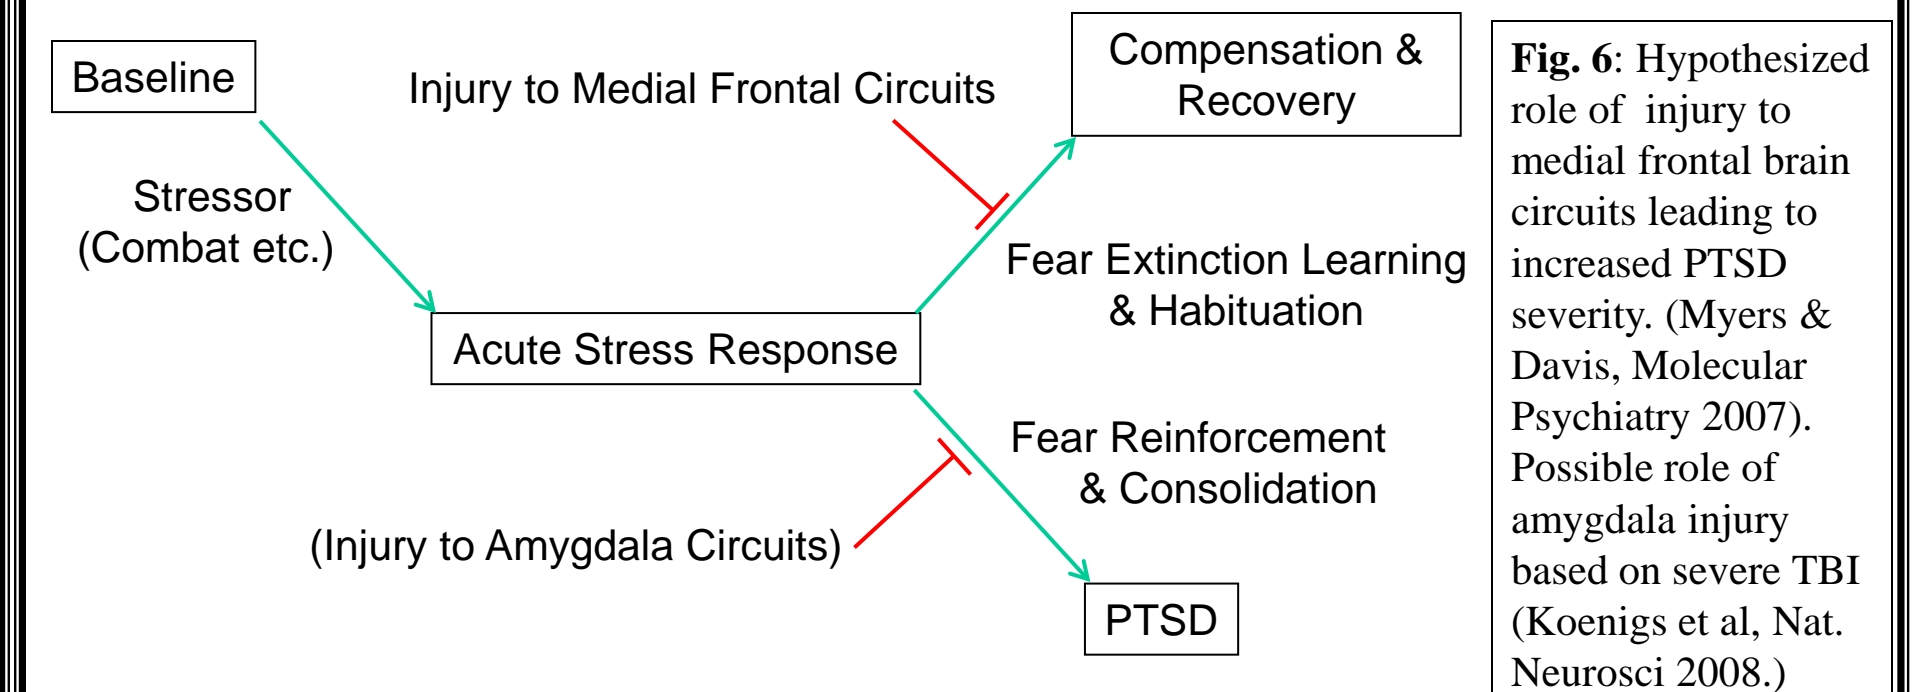 Baseline
Stressor
(Combat etc.)
Injury to Medial Frontal Circuits
Compensation &
Recovery
Acute Stress Response
Fear Extinction Learning
& Habituation
Fear Reinforcement
& Consolidation
(Injury to Amygdala Circuits)
PTSD
Fig. 6: Hypothesized
role of injury to
medial frontal brain
circuits leading to
increased PTSD
severity. (Myers &
Davis, Molecular
Psychiatry 2007).
Possible role of
amygdala injury
based on severe TBI
(Koenigs et al, Nat.
Neurosci 2008.)